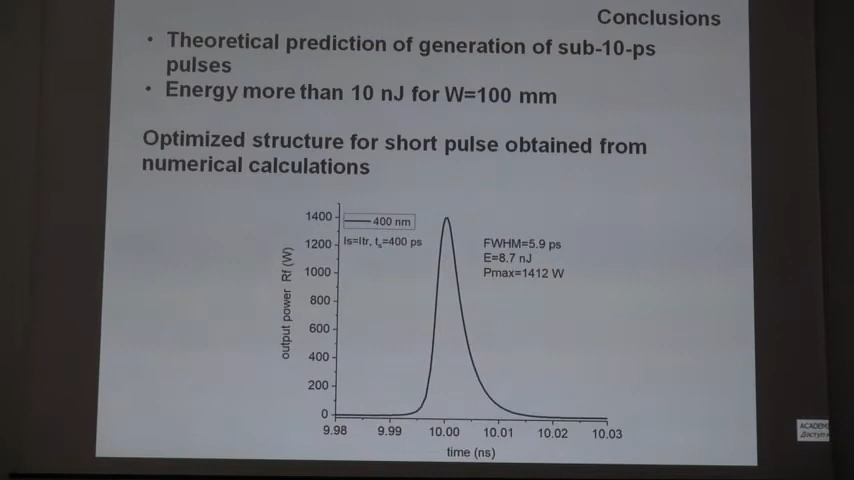 Conclusions
• Theoretical prediction of generation of sub-10-ps
pulses
• Energy more than 10 nJ for W=100 mm
Optimized structure for short pulse obtained from
numerical calculations
400 nm
Is=Itr, ts=400 ps
FWHM=5.9 ps
E=8.7 nJ
Pmax=1412 W
output power Rf (W)
1400
1200
1000
800
600
400
200
0
9.98 9.99 10.00 10.01 10.02 10.03
time (ns)
ACADEM
Доступ